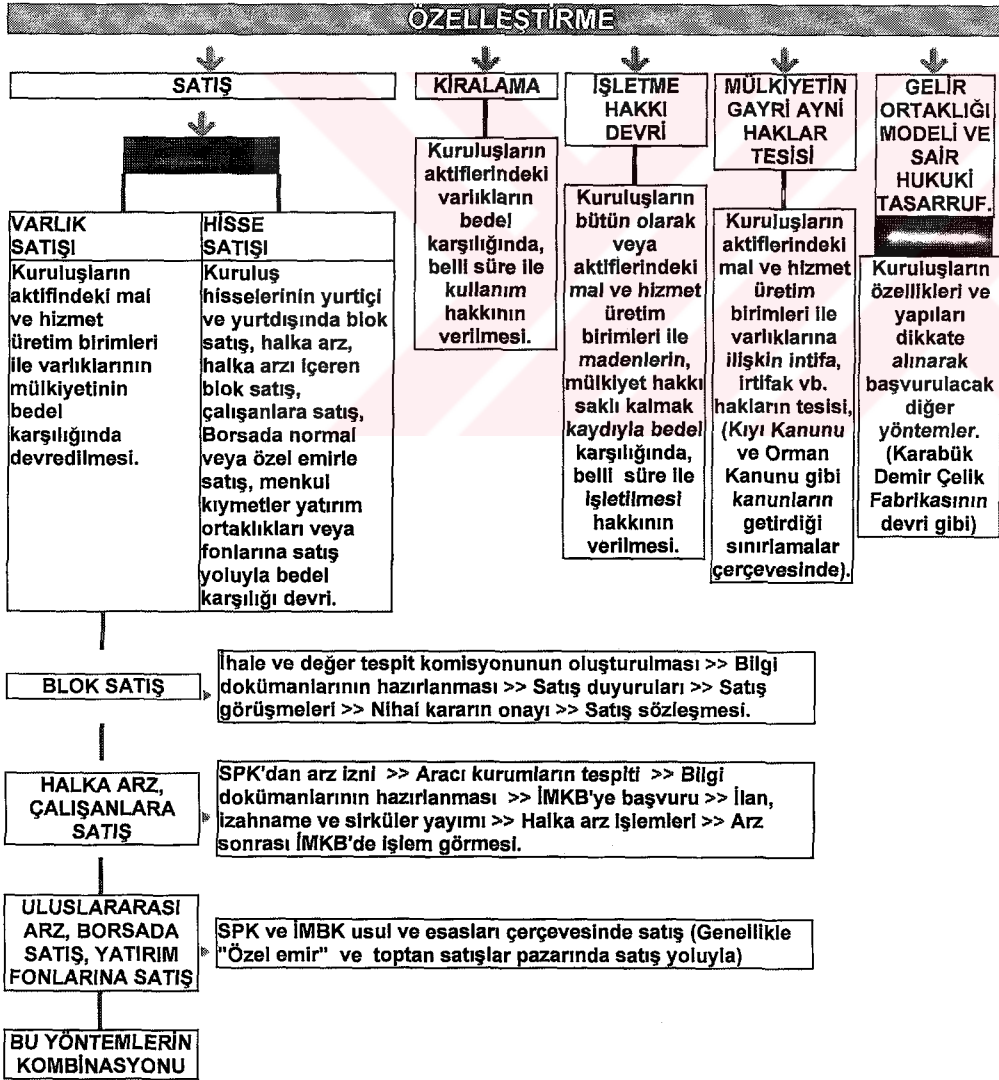 ÖZELLEŞTİRME
SATIŞ
VARLIK
SATIŞI
Kuruluşların
aktifindeki mal
ve hizmet
üretim birimleri
ile varlıklarının
mülkiyetinin
bedel
karşılığında
devredilmesi.
HİSSE
SATIŞI
Kuruluş
hisselerinin yurtiçi
ve yurtdışında blok
satış, halka arz,
halka arzı içeren
blok satış,
çalışanlara satış,
Borsada normal
veya özel emirle
satış, menkul
kıymetler yatırım
ortaklıkları veya
fonlarına satış
yoluyla bedel
karşılığı devri.
KİRALAMA
Kuruluşların
aktiflerindeki
varlıkların
bedel
karşılığında,
belli süre ile
kullanım
hakkının
verilmesi.
İŞLETME
HAKKI
DEVRİ
Kuruluşların
bütün olarak
veya
aktiflerindeki
mal ve hizmet
üretim
birimleri ile
madenlerin,
mülkiyet hakkı
saklı kalmak
kaydıyla bedel
karşılığında,
belli süre ile
işletilmesi
hakkının
verilmesi.
MÜLKİYETİN
GAYRİ AYNİ
HAKLAR
TESİSİ
Kuruluşların
aktiflerindeki
mal ve hizmet
üretim
birimleri ile
varlıklarına
ilişkin intifa,
irtifak vb.
hakların tesisi,
(Kıyı Kanunu
ve Orman
Kanunu gibi
kanunların
getirdiği
sınırlamalar
çerçevesinde).
GELİR
ORTAKLIĞI
MODELİ VE
SAİR
HUKUKİ
TASARRUF.
Kuruluşların
özellikleri ve
yapıları
dikkate
alınarak
başvurulacak
diğer
yöntemler.
(Karabük
Demir Çelik
Fabrikasının
devri gibi)
BLOK SATIŞ
İhale ve değer tespit komisyonunun oluşturulması >> Bilgi
dokümanlarının hazırlanması >> Satış duyuruları >> Satış
görüşmeleri >> Nihai kararın onayı >> Satış sözleşmesi.
HALKA ARZ,
ÇALIŞANLARA
SATIŞ
SPK'dan arz izni >> Aracı kurumların tespiti >> Bilgi
dokümanlarının hazırlanması >> İMKB'ye başvuru >> İlan,
izahname ve sirküler yayımı >> Halka arz işlemleri >> Arz
sonrası İMKB'de işlem görmesi.
ULUSLARARASI
ARZ, BORSADA
SATIŞ, YATIRIM
FONLARINA SATIŞ
SPK ve İMBK usul ve esasları çerçevesinde satış (Genellikle
"Özel emir" ve toptan satışlar pazarında satış yoluyla)
BU YÖNTEMLERİN
KOMBİNASYONU